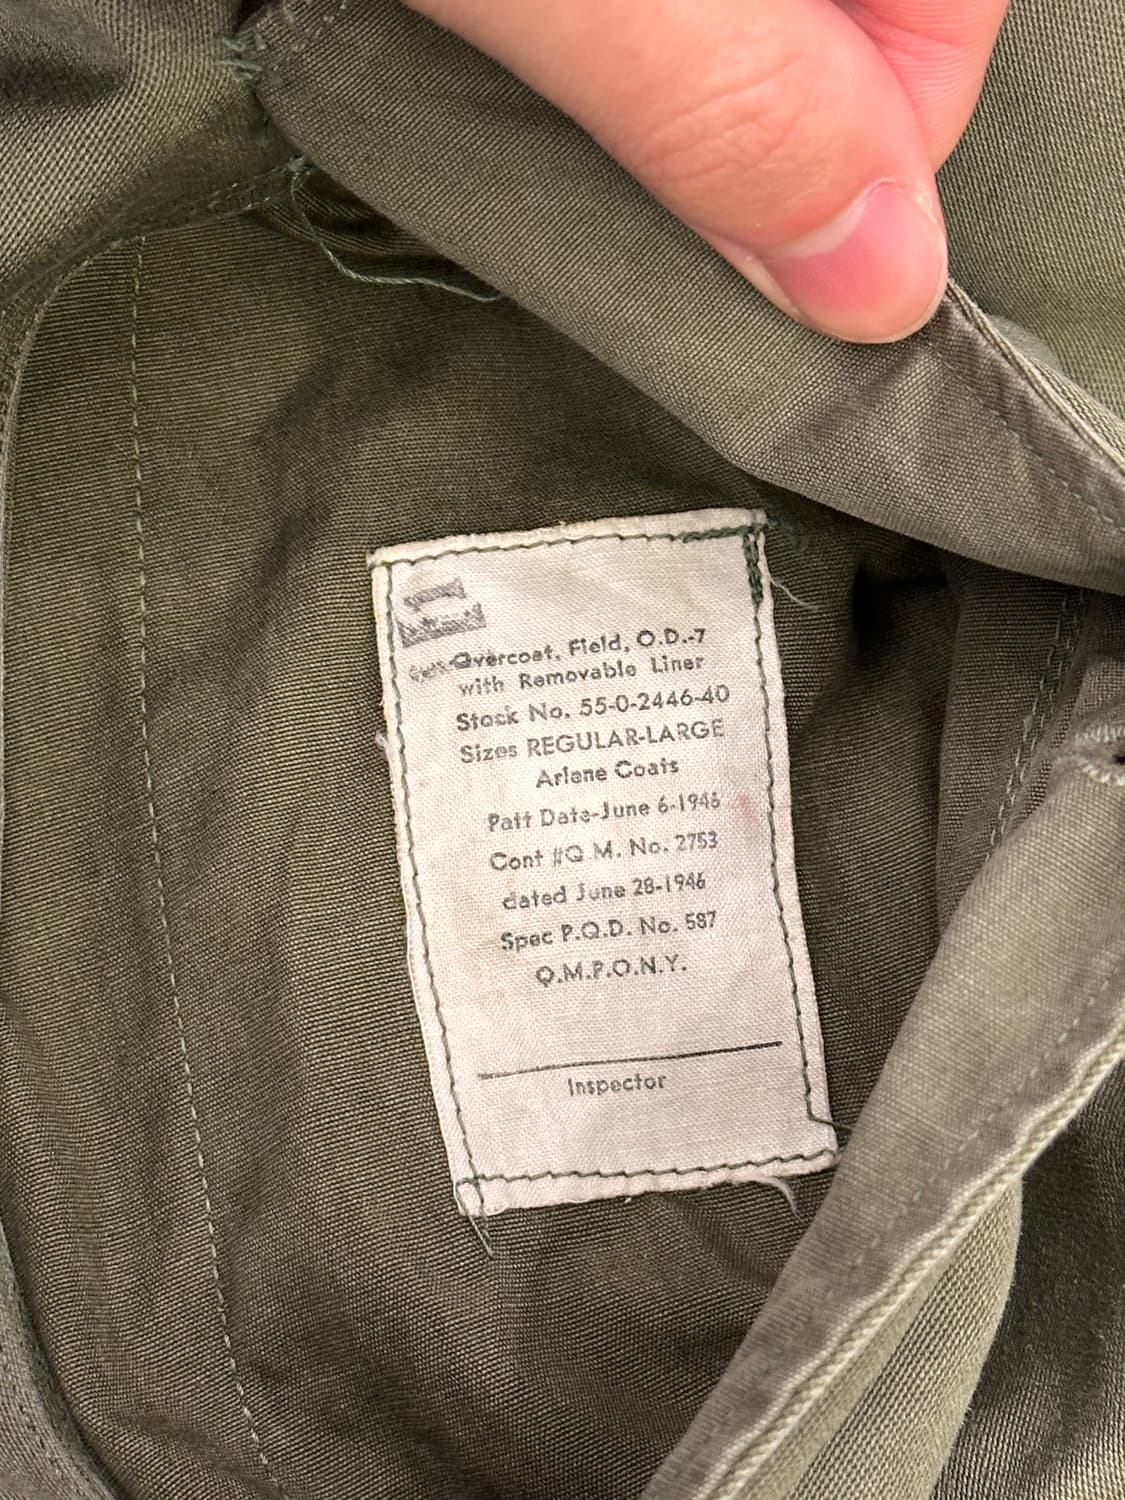 Overcoat, Field, O.D.-7
with Removable Liner
Stock No. 55-0-2446-40
Sizes REGULAR-LARGE
Arlene Coats
Patt Date-June 6-1946
Cont #Q.M. No. 2753
dated June 28-1946
Spec P.Q.D. No. 587
Q.M.P.O.N.Y.
Inspector